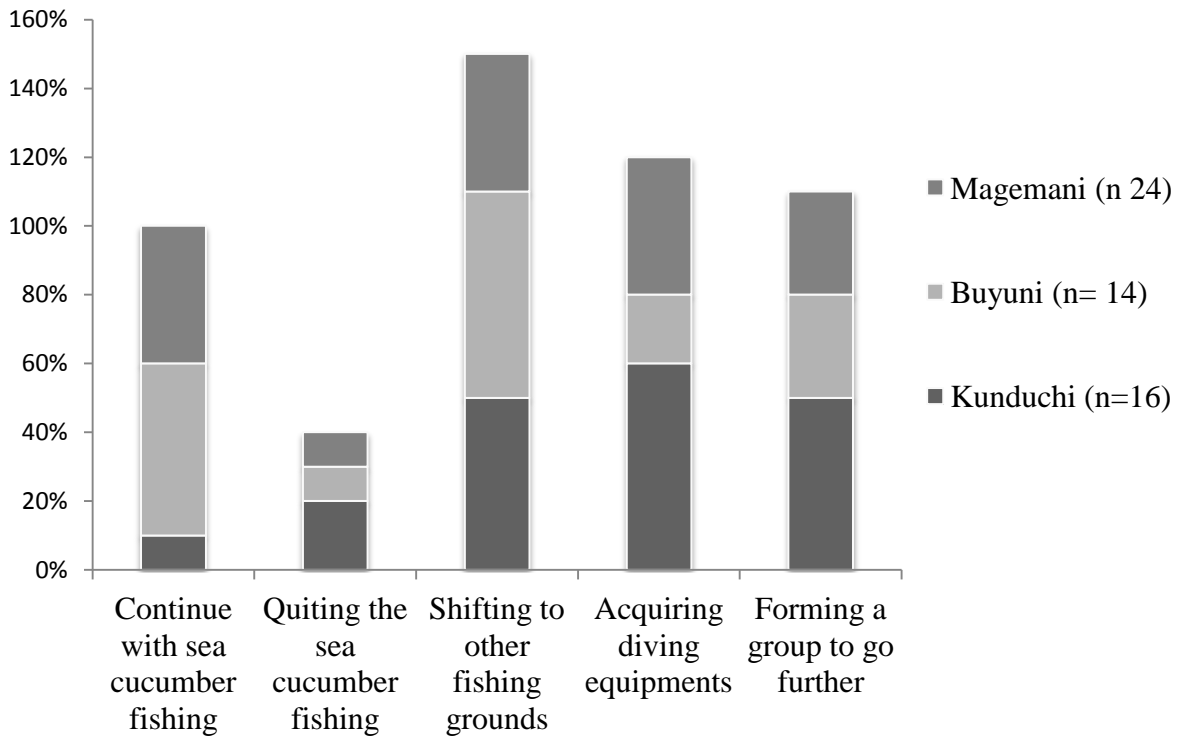 160%
140%
120%
100%
80%
60%
40%
20%
0%
Magemani (n 24)
Buyuni (n= 14)
Kunduchi (n=16)
Continue
with sea
cucumber
fishing
Quiting the
sea
cucumber
fishing
Shifting to
other
fishing
grounds
Acquiring
diving
equipments
Forming a
group to go
further